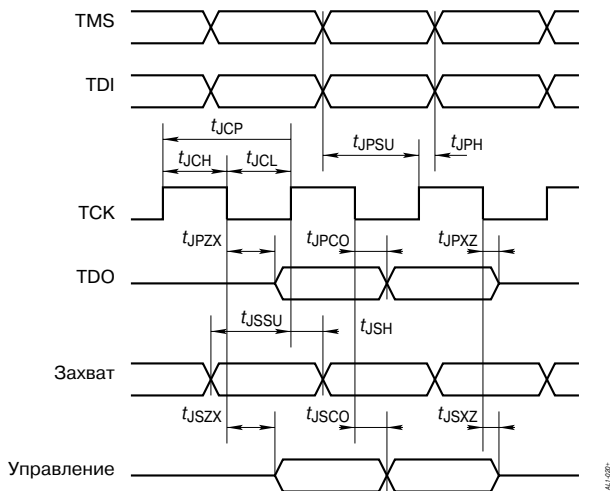 TMS
TDI
tJCP
tJCH tJCL tJPSU tJPH
TCK
tJPZX tJPCO tJPXZ
TDO
tJSSU tJSH
Захват
tJSZX tJSCO tJSXZ
Управление